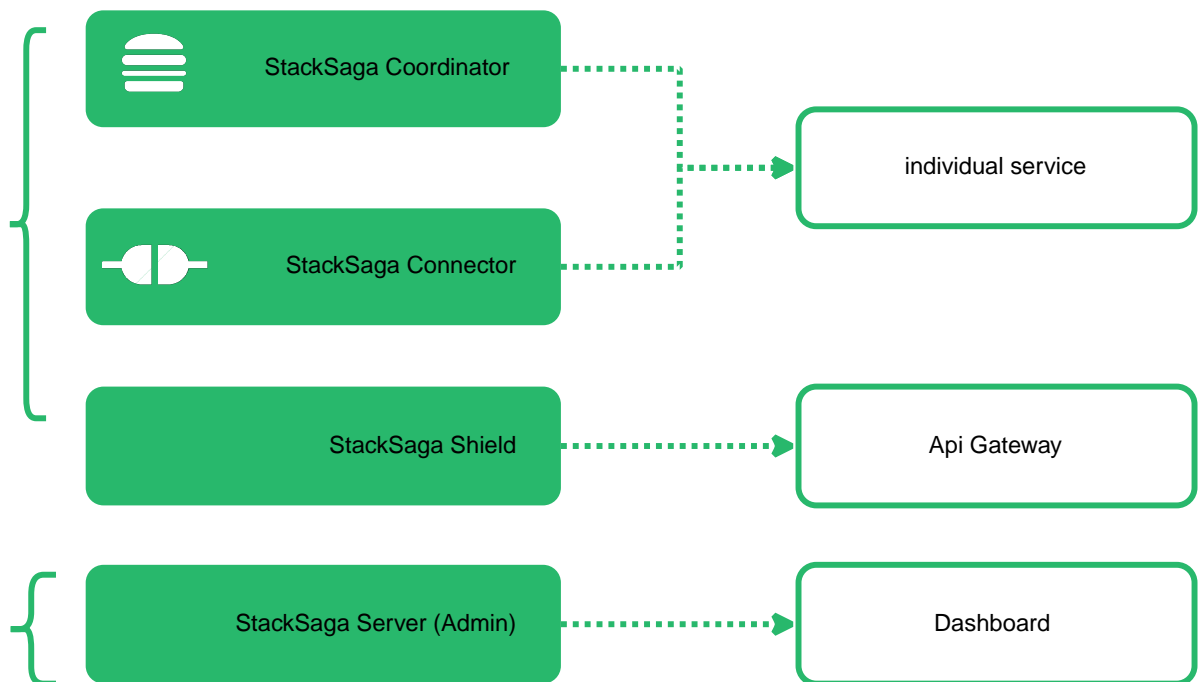 StackSaga Coordinator
individual service
StackSaga Connector
StackSaga Shield
Api Gateway
StackSaga Server (Admin)
Dashboard